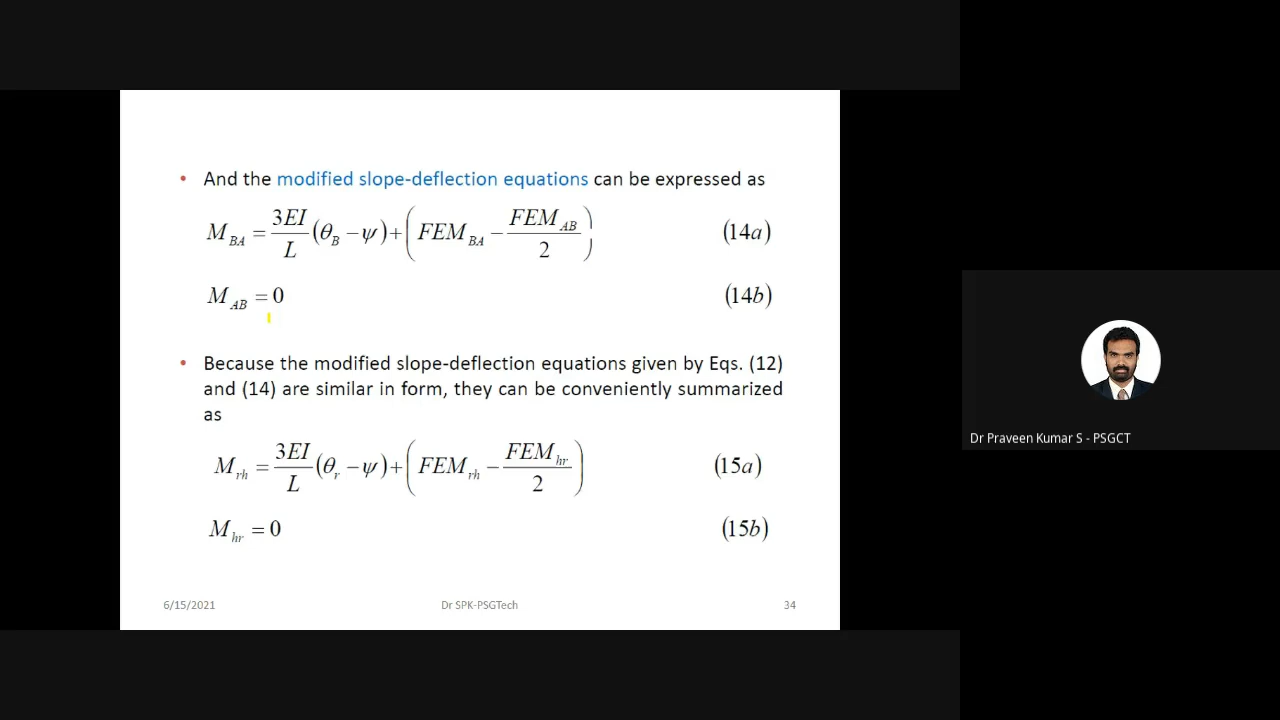 • And the modified slope-deflection equations can be expressed as
M_BA = 3EI/L (θ_B − ψ) + (FEM_BA − FEM_AB/2) (14a)
M_AB = 0 (14b)
• Because the modified slope-deflection equations given by Eqs. (12)
and (14) are similar in form, they can be conveniently summarized
as
M_rh = 3EI/L (θ_r − ψ) + (FEM_rh − FEM_hr/2) (15a)
M_hr = 0 (15b)
6/15/2021 Dr SPK-PSGTech 34
Dr Praveen Kumar S - PSGCT